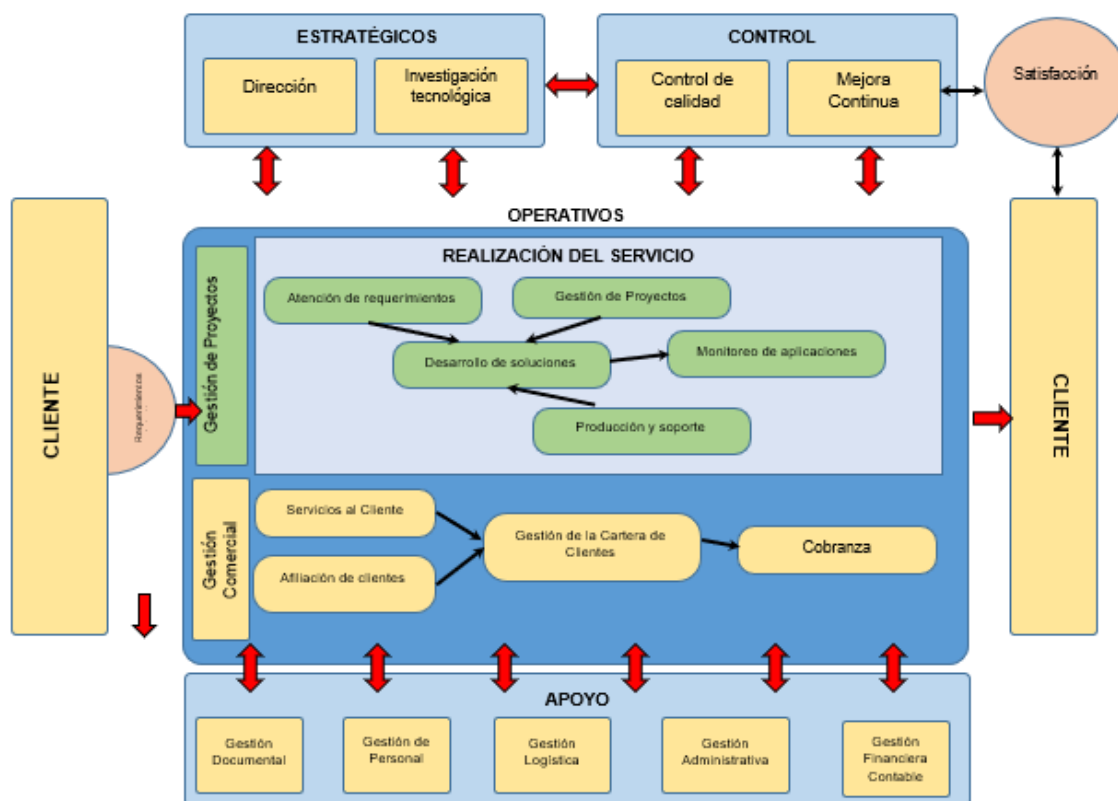 ESTRATÉGICOS
Dirección
Investigación
tecnológica
CONTROL
Control de
calidad
Mejora
Continua
Satisfacción
CLIENTE
Requerimientos
OPERATIVOS
Gestión de Proyectos
REALIZACIÓN DEL SERVICIO
Atención de requerimientos
Gestión de Proyectos
Desarrollo de soluciones
Monitoreo de aplicaciones
Producción y soporte
Gestión
Comercial
Servicios al Cliente
Afiliación de clientes
Gestión de la Cartera de
Clientes
Cobranza
CLIENTE
APOYO
Gestión
Documental
Gestión de
Personal
Gestión
Logística
Gestión
Administrativa
Gestión
Financiera
Contable